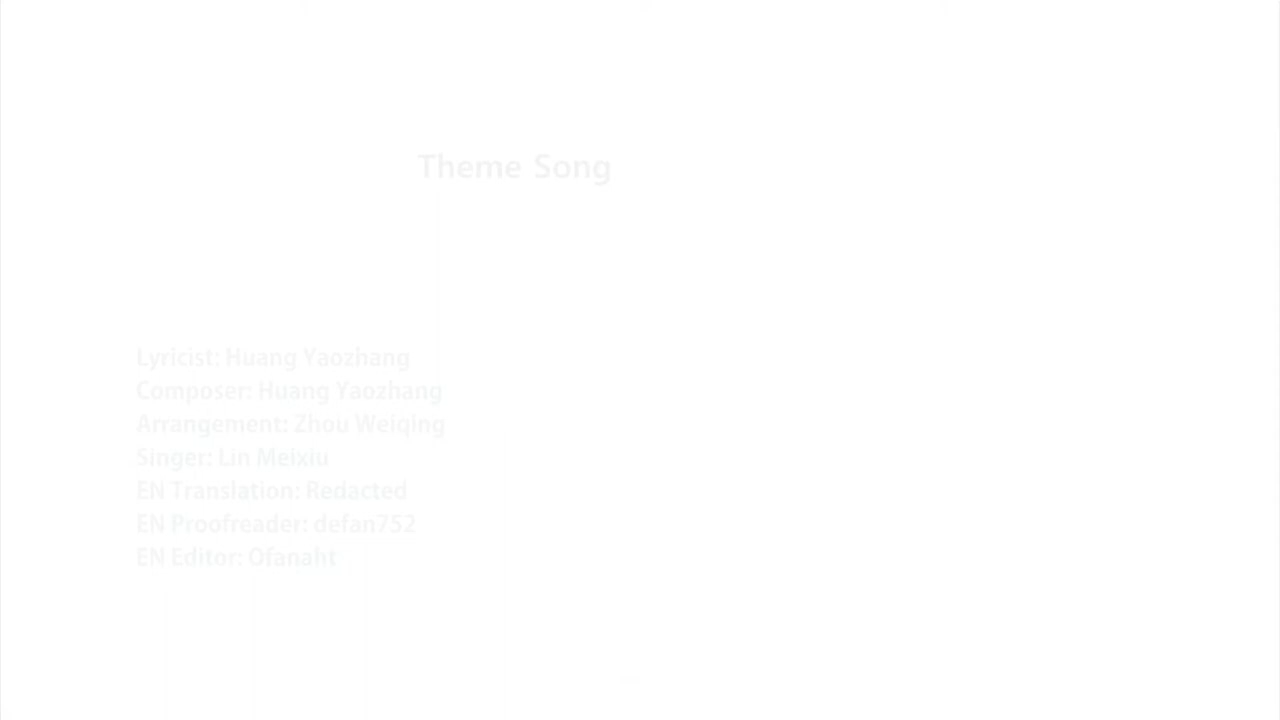 Theme Song
Lyricist: Huang Yaozhang
Composer: Huang Yaozhang
Arrangement: Zhou Weiqing
Singer: Lin Meixiu
EN Translation: Redacted
EN Proofreader: defan752
EN Editor: Ofanaht